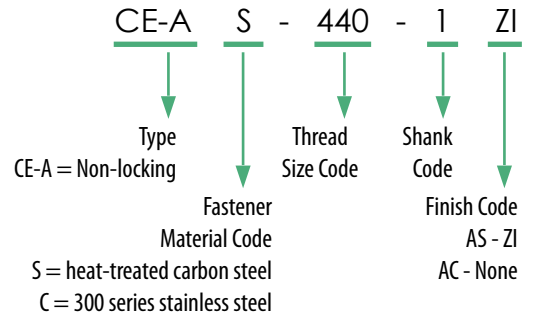 CE-A S - 440 - 1 ZI
Type
CE-A = Non-locking
Fastener
Material Code
S = heat-treated carbon steel
C = 300 series stainless steel
Thread
Size Code
Shank
Code
Finish Code
AS - ZI
AC - None